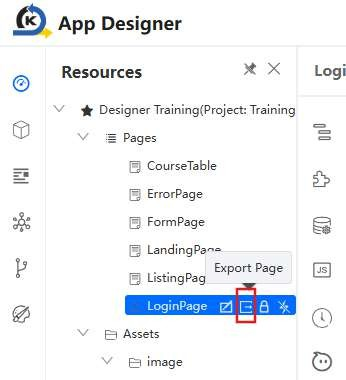 K
App Designer
Resources
Logi
Designer Training(Project: Training
Pages
CourseTable
ErrorPage
FormPage
LandingPage
Export Page
ListingPag
LoginPage
JS
Assets
image